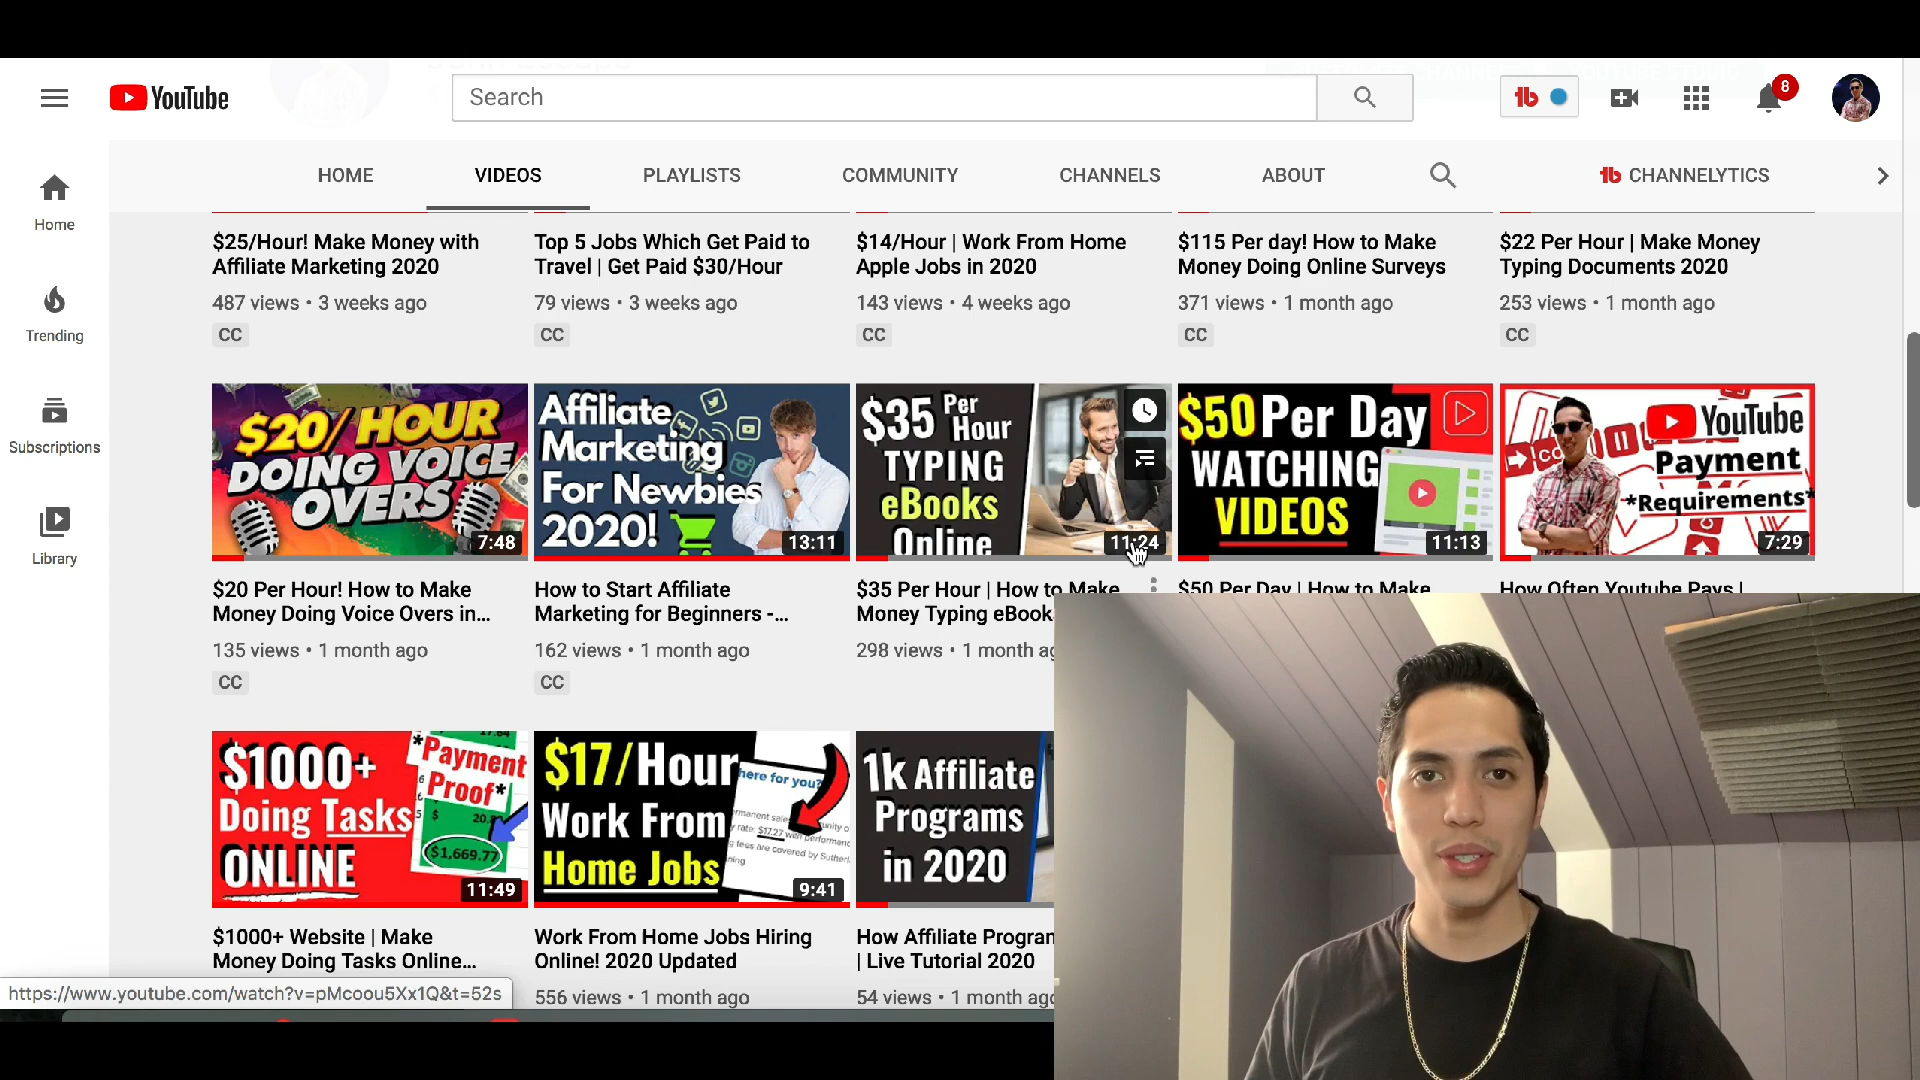 YouTube
Search
8
HOME
VIDEOS
PLAYLISTS
COMMUNITY
CHANNELS
ABOUT
CHANNELYTICS
Home
Trending
Subscriptions
Library
$25/Hour! Make Money with
Affiliate Marketing 2020
487 views • 3 weeks ago
CC
Top 5 Jobs Which Get Paid to
Travel | Get Paid $30/Hour
79 views • 3 weeks ago
CC
$14/Hour | Work From Home
Apple Jobs in 2020
143 views • 4 weeks ago
CC
$115 Per day! How to Make
Money Doing Online Surveys
371 views • 1 month ago
CC
$22 Per Hour | Make Money
Typing Documents 2020
253 views • 1 month ago
CC
$20/HOUR
DOING VOICE
OVERS
7:48
$20 Per Hour! How to Make
Money Doing Voice Overs in...
135 views • 1 month ago
CC
Affiliate
Marketing
For Newbies
2020!
13:11
How to Start Affiliate
Marketing for Beginners -...
162 views • 1 month ago
CC
$35 Per
Hour
TYPING
eBooks
Online
11:24
$35 Per Hour | How to Make
Money Typing eBook
298 views • 1 month ag
$50 Per Day
WATCHING
VIDEOS
11:13
$50 Per Day | How to Make
YouTube
Payment
*Requirements*
7:29
How Often Youtube Pays |
$1000+
Doing Tasks
ONLINE
*Payment
Proof*
$1,669.77
11:49
$1000+ Website | Make
Money Doing Tasks Online...
$17/Hour
Work From
Home Jobs
here for you?
9:41
Work From Home Jobs Hiring
Online! 2020 Updated
556 views • 1 month ago
1k Affiliate
Programs
in 2020
How Affiliate Program
| Live Tutorial 2020
54 views • 1 month ag
https://www.youtube.com/watch?v=pMcoou5Xx1Q&t=52s